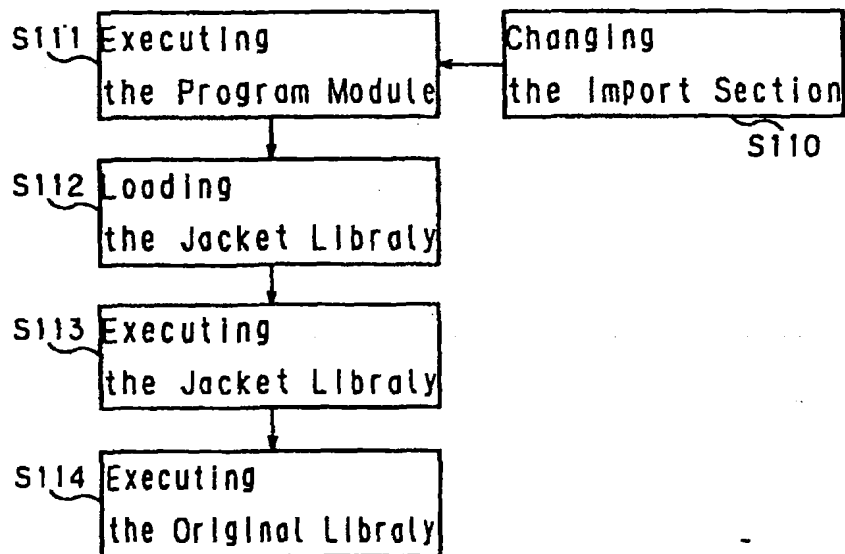 S111 Executing
the Program Module
Changing
the Import Section
S110
S112 Loading
the Jacket Libraly
S113 Executing
the Jacket Libraly
S114 Executing
the Original Libraly